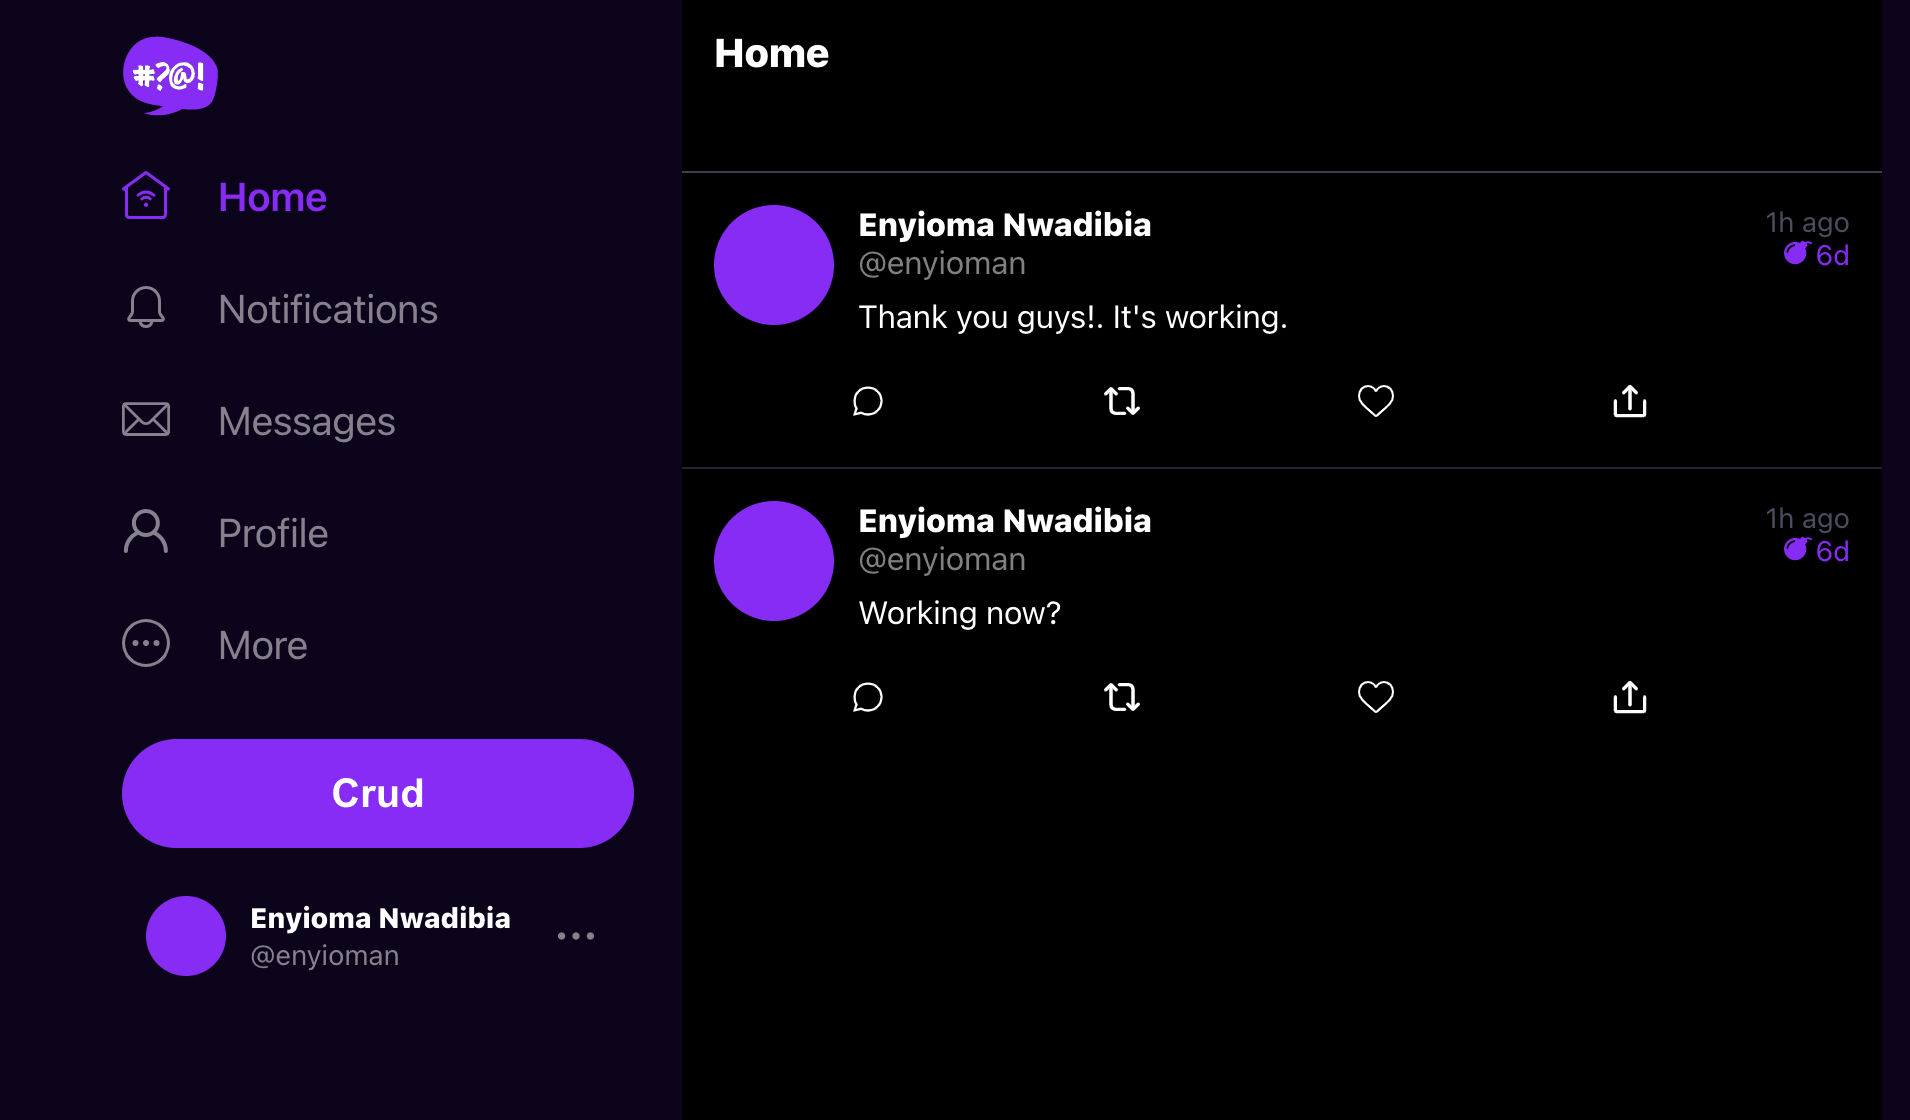 #?@!
Home
Notifications
Messages
Profile
More
Crud
Enyioma Nwadibia
@enyioman
Home
Enyioma Nwadibia
1h ago
@enyioman
6d
Thank you guys!. It's working.
Enyioma Nwadibia
1h ago
@enyioman
6d
Working now?